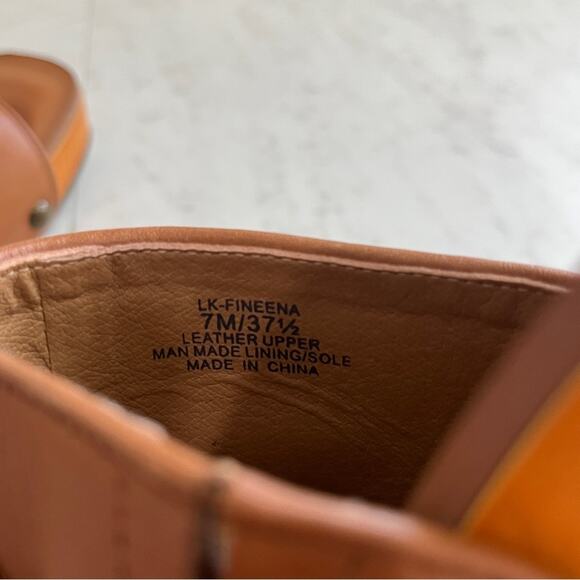 LK-FINEENA
7M/37½
LEATHER UPPER
MAN MADE LINING/SOLE
MADE IN CHINA